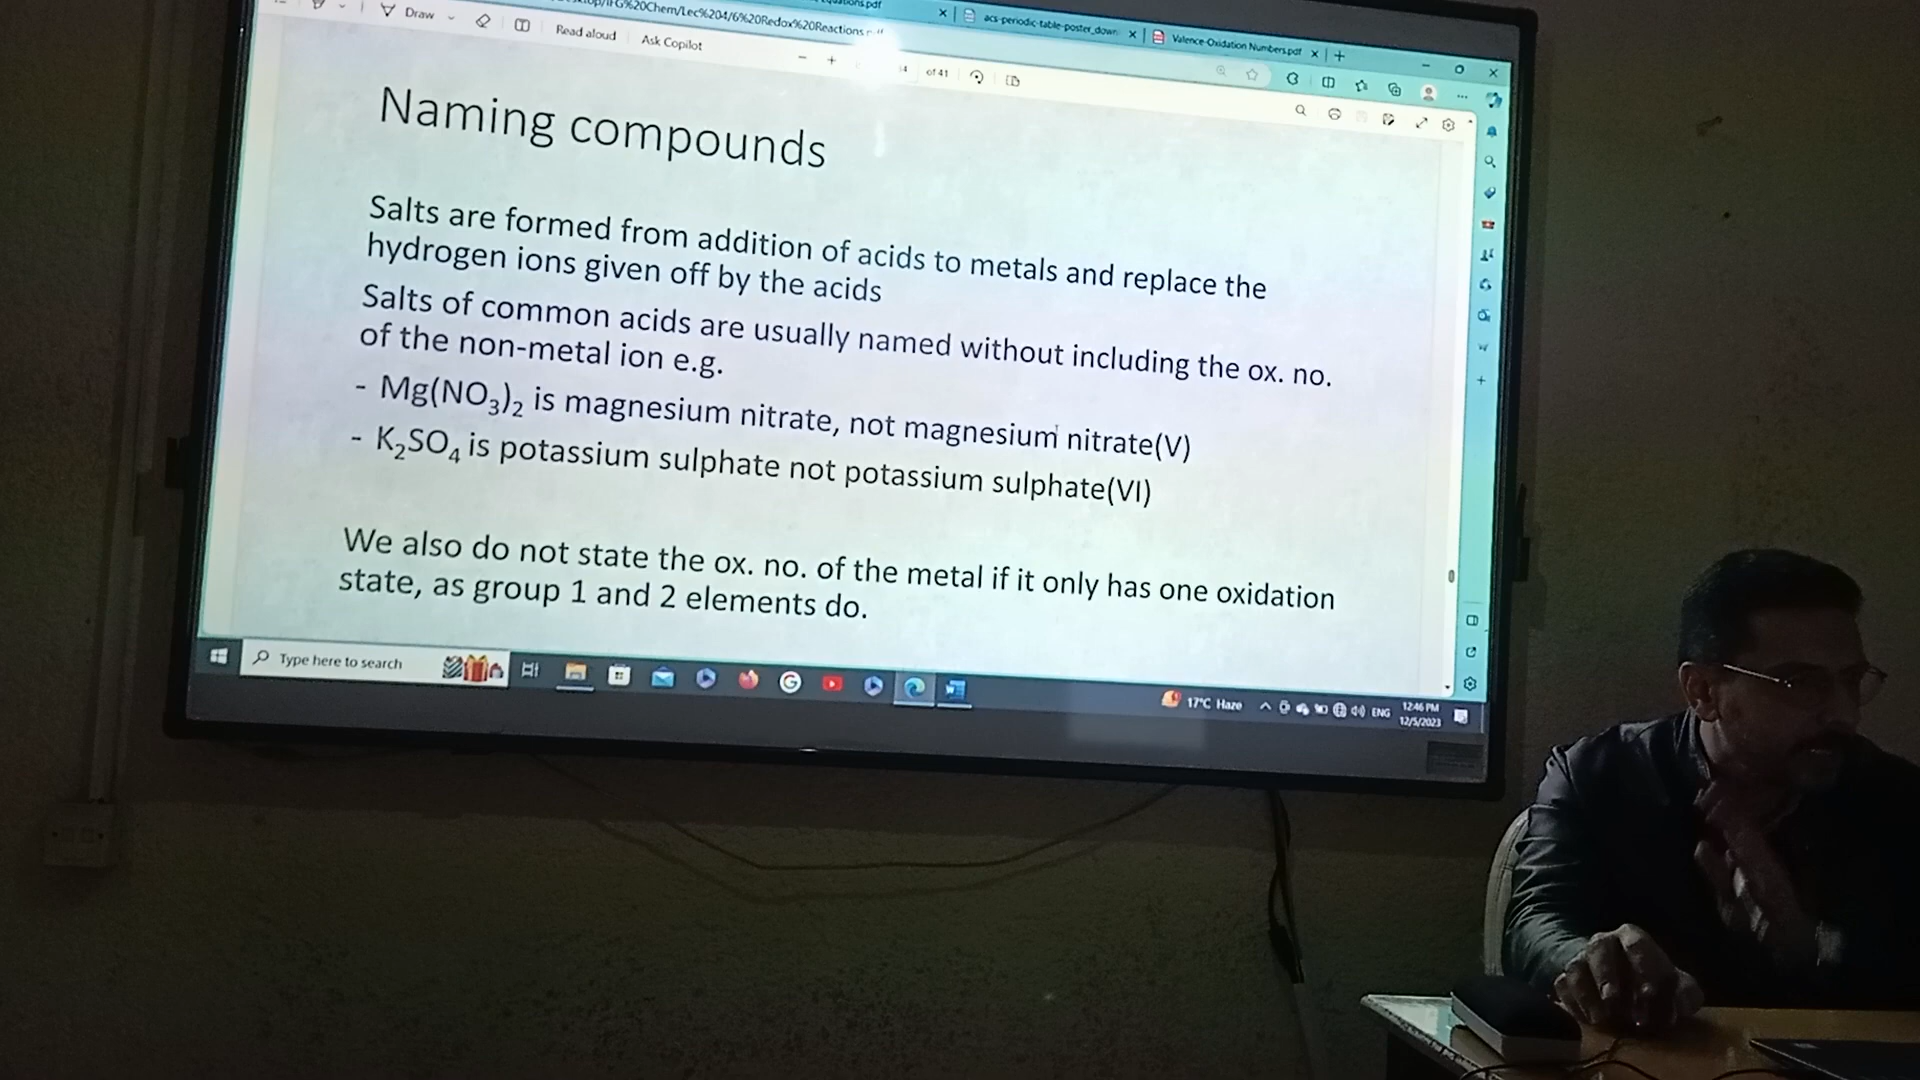 Draw
Read aloud
Ask Copilot
of 41
acs-periodic-table-poster_down
Valence-Oxidation Numbers.pdf
Naming compounds
Salts are formed from addition of acids to metals and replace the
hydrogen ions given off by the acids
Salts of common acids are usually named without including the ox. no.
of the non-metal ion e.g.
- Mg(NO₃)₂ is magnesium nitrate, not magnesium nitrate(V)
- K₂SO₄ is potassium sulphate not potassium sulphate(VI)
We also do not state the ox. no. of the metal if it only has one oxidation
state, as group 1 and 2 elements do.
Type here to search
17°C Haze
ENG
12:46 PM
12/5/2023